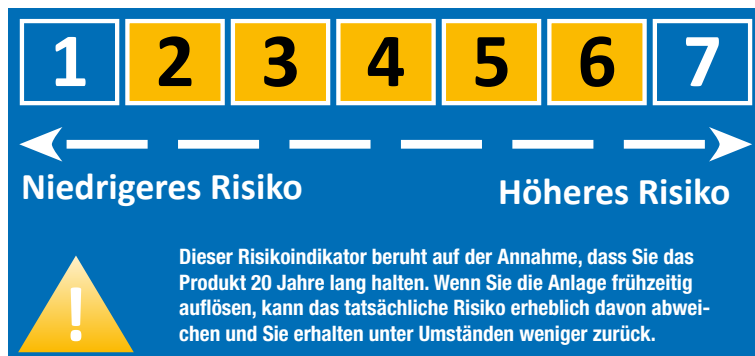 1 2 3 4 5 6 7
Niedrigeres Risiko Höheres Risiko
!
Dieser Risikoindikator beruht auf der Annahme, dass Sie das
Produkt 20 Jahre lang halten. Wenn Sie die Anlage frühzeitig
auflösen, kann das tatsächliche Risiko erheblich davon abwei-
chen und Sie erhalten unter Umständen weniger zurück.